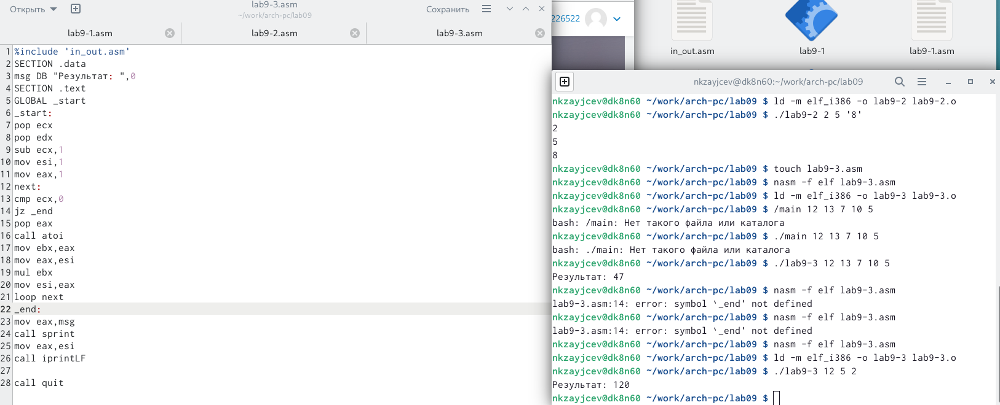 Открыть
lab9-3.asm
~/work/arch-pc/lab09
Сохранить
lab9-1.asm
lab9-2.asm
lab9-3.asm
1 %include 'in_out.asm'
2 SECTION .data
3 msg DB "Результат: ",0
4 SECTION .text
5 GLOBAL _start
6 _start:
7 pop ecx
8 pop edx
9 sub ecx,1
10 mov esi,1
11 mov eax,1
12 next:
13 cmp ecx,0
14 jz _end
15 pop eax
16 call atoi
17 mov ebx,eax
18 mov eax,esi
19 mul ebx
20 mov esi,eax
21 loop next
22 _end:
23 mov eax,msg
24 call sprint
25 mov eax,esi
26 call iprintLF
27
28 call quit
226522
in_out.asm
lab9-1
lab9-1.asm
nkzayjcev@dk8n60:~/work/arch-pc/lab09
nkzayjcev@dk8n60 ~/work/arch-pc/lab09 $ ld -m elf_i386 -o lab9-2 lab9-2.o
nkzayjcev@dk8n60 ~/work/arch-pc/lab09 $ ./lab9-2 2 5 '8'
2
5
8
nkzayjcev@dk8n60 ~/work/arch-pc/lab09 $ touch lab9-3.asm
nkzayjcev@dk8n60 ~/work/arch-pc/lab09 $ nasm -f elf lab9-3.asm
nkzayjcev@dk8n60 ~/work/arch-pc/lab09 $ ld -m elf_i386 -o lab9-3 lab9-3.o
nkzayjcev@dk8n60 ~/work/arch-pc/lab09 $ /main 12 13 7 10 5
bash: /main: Нет такого файла или каталога
nkzayjcev@dk8n60 ~/work/arch-pc/lab09 $ ./main 12 13 7 10 5
bash: ./main: Нет такого файла или каталога
nkzayjcev@dk8n60 ~/work/arch-pc/lab09 $ ./lab9-3 12 13 7 10 5
Результат: 47
nkzayjcev@dk8n60 ~/work/arch-pc/lab09 $ nasm -f elf lab9-3.asm
lab9-3.asm:14: error: symbol `_end' not defined
nkzayjcev@dk8n60 ~/work/arch-pc/lab09 $ nasm -f elf lab9-3.asm
lab9-3.asm:14: error: symbol `_end' not defined
nkzayjcev@dk8n60 ~/work/arch-pc/lab09 $ nasm -f elf lab9-3.asm
nkzayjcev@dk8n60 ~/work/arch-pc/lab09 $ ld -m elf_i386 -o lab9-3 lab9-3.o
nkzayjcev@dk8n60 ~/work/arch-pc/lab09 $ ./lab9-3 12 5 2
Результат: 120
nkzayjcev@dk8n60 ~/work/arch-pc/lab09 $